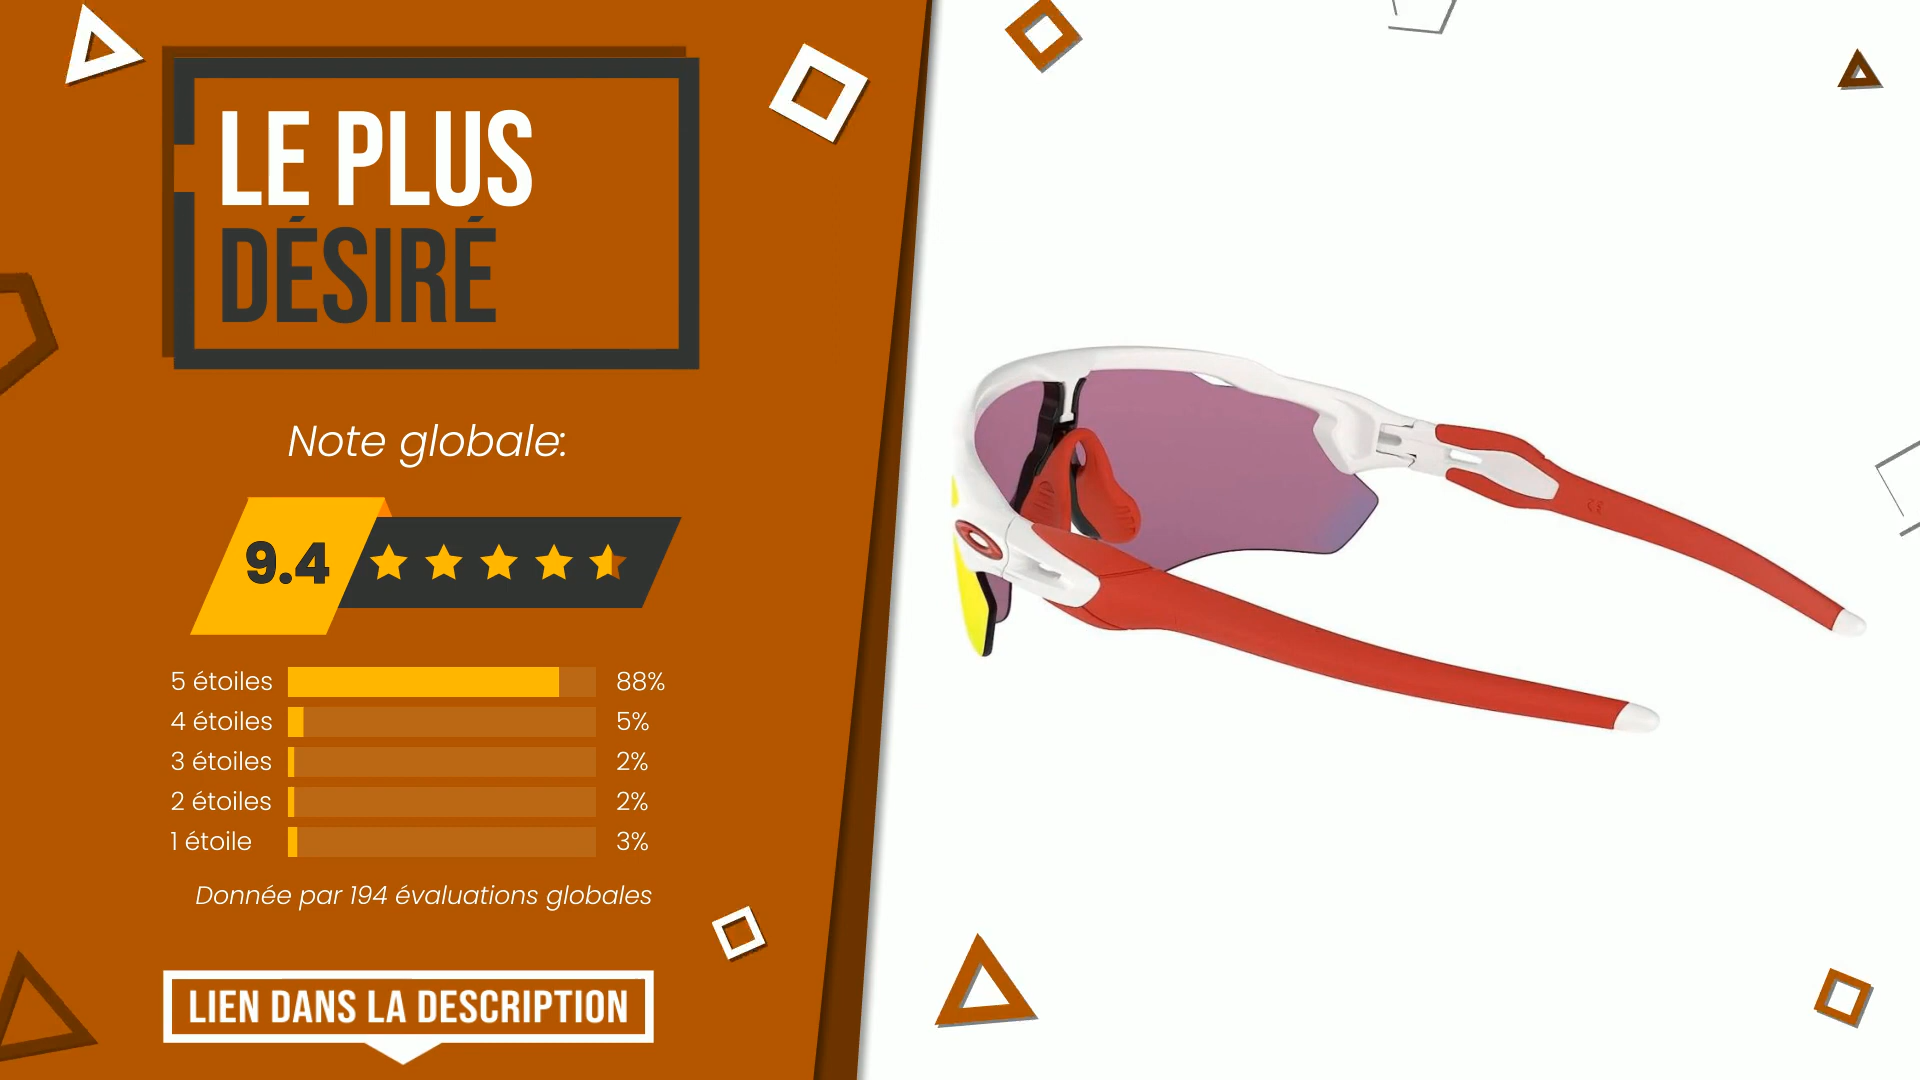 LE PLUS
DÉSIRÉ
Note globale:
9.4
5 étoiles 88%
4 étoiles 5%
3 étoiles 2%
2 étoiles 2%
1 étoile 3%
Donnée par 194 évaluations globales
LIEN DANS LA DESCRIPTION